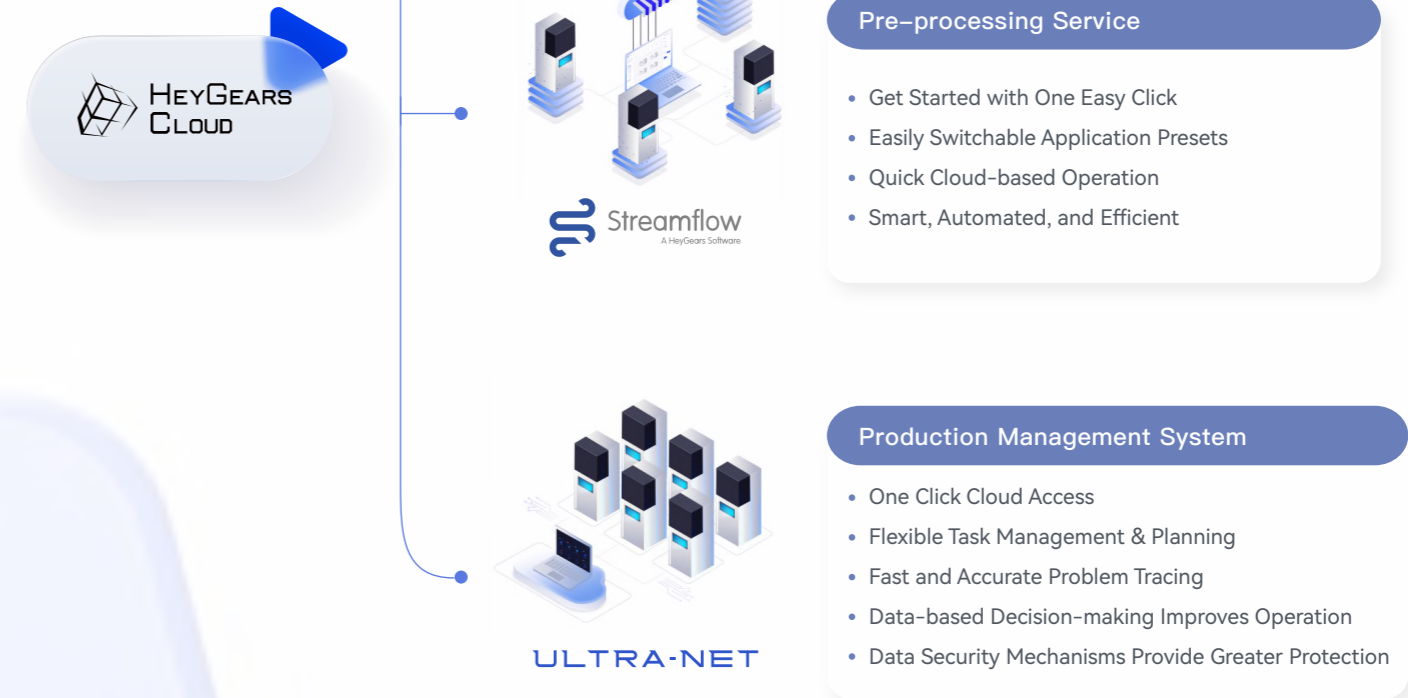 HEYGEARS
CLOUD
Streamflow
A HeyGears Software
Pre-processing Service
Get Started with One Easy Click
Easily Switchable Application Presets
Quick Cloud-based Operation
Smart, Automated, and Efficient
ULTRA-NET
Production Management System
One Click Cloud Access
Flexible Task Management & Planning
Fast and Accurate Problem Tracing
Data-based Decision-making Improves Operation
Data Security Mechanisms Provide Greater Protection